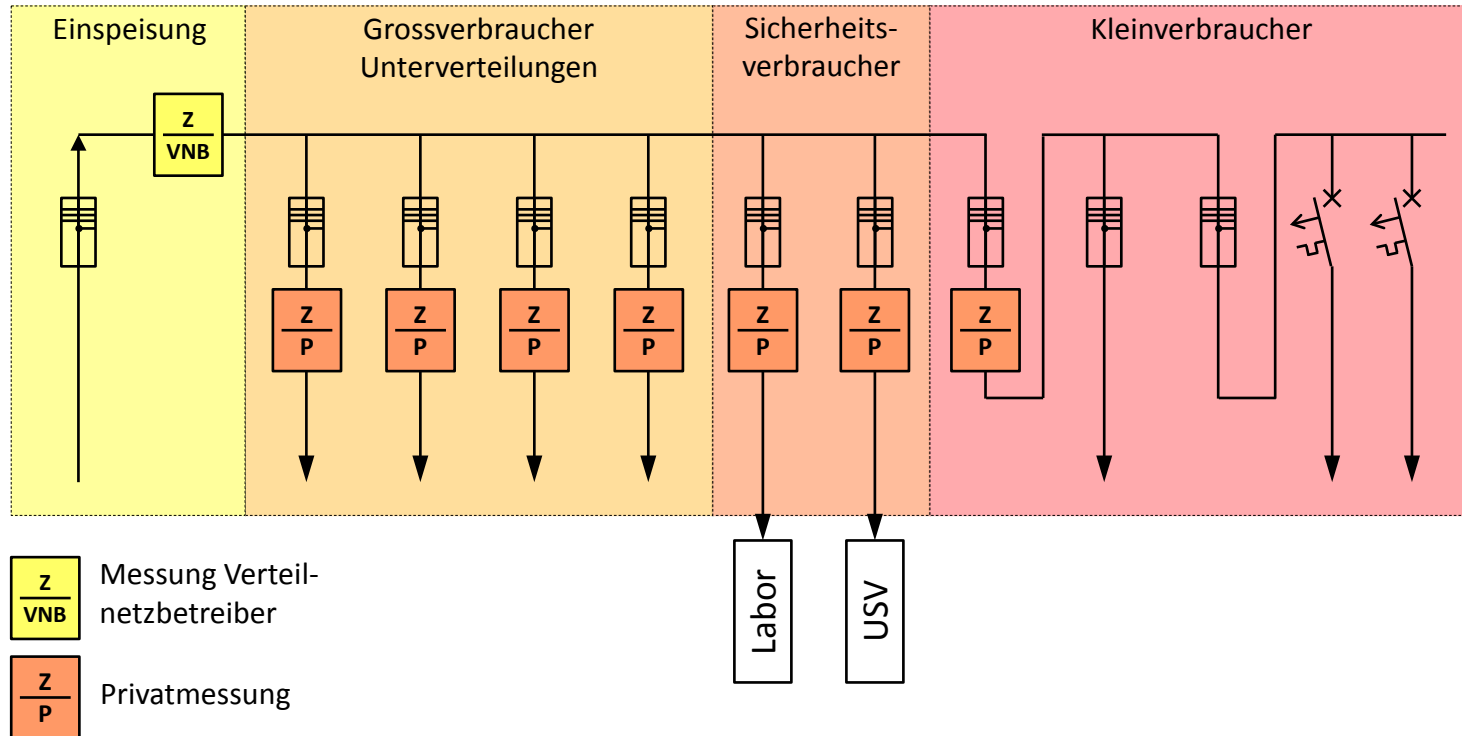 Einspeisung
Grossverbraucher
Unterverteilungen
Sicherheits-
verbraucher
Kleinverbraucher
Z
VNB
Z
P
Z
P
Z
P
Z
P
Z
P
Z
P
Z
P
Labor
USV
Z
VNB
Messung Verteil-
netzbetreiber
Z
P
Privatmessung